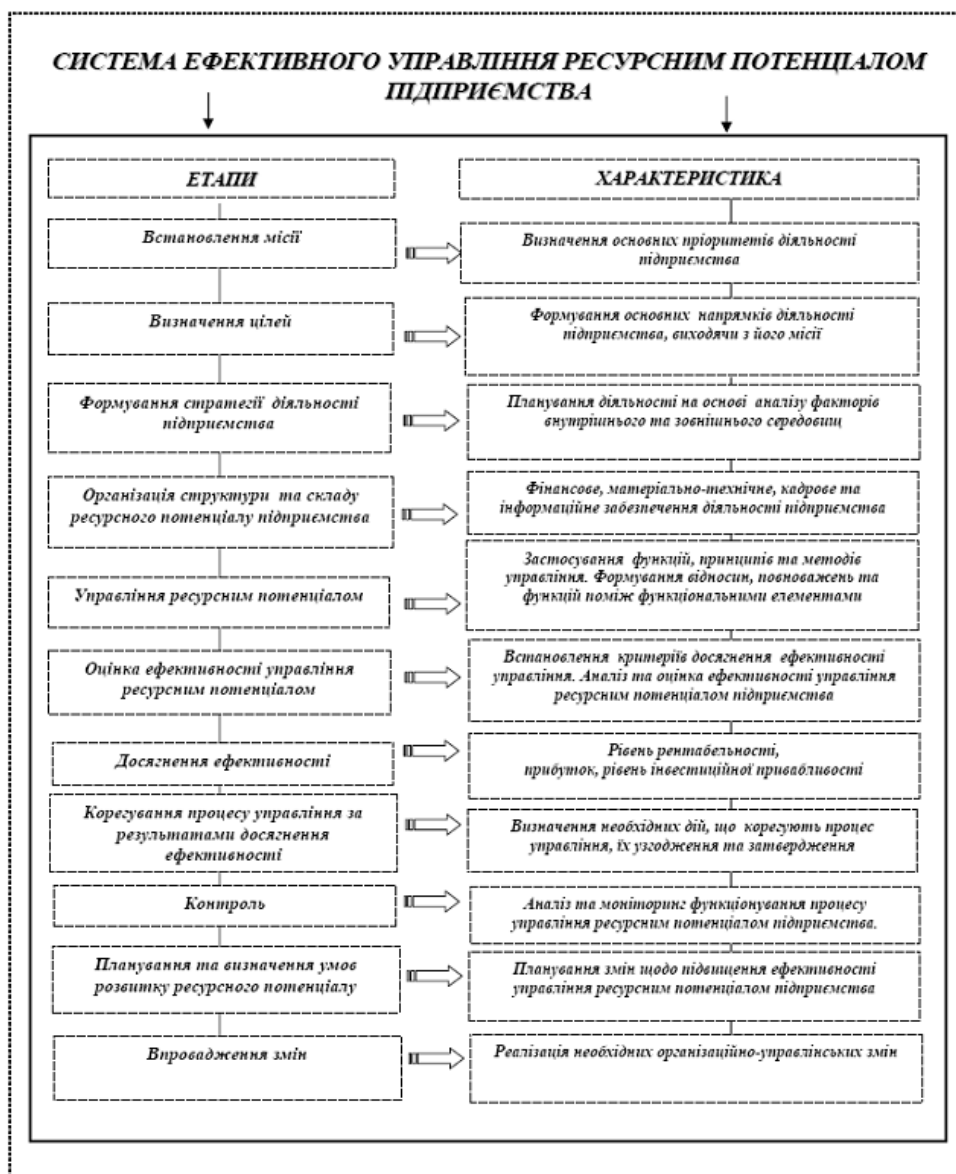 СИСТЕМА ЕФЕКТИВНОГО УПРАВЛІННЯ РЕСУРСНИМ ПОТЕНЦІАЛОМ
ПІДПРИЄМСТВА
ЕТАПИ
ХАРАКТЕРИСТИКА
Встановлення місії
Визначення основних пріоритетів діяльності
підприємства
Визначення цілей
Формування основних напрямків діяльності
підприємства, виходячи з його місії
Формування стратегії діяльності
підприємства
Планування діяльності на основі аналізу факторів
внутрішнього та зовнішнього середовищ
Організація структури та складу
ресурсного потенціалу підприємства
Фінансове, матеріально-технічне, кадрове та
інформаційне забезпечення діяльності підприємства
Управління ресурсним потенціалом
Застосування функцій, принципів та методів
управління. Формування відносин, повноважень та
функцій поміж функціональними елементами
Оцінка ефективності управління
ресурсним потенціалом
Встановлення критеріїв досягнення ефективності
управління. Аналіз та оцінка ефективності управління
ресурсним потенціалом підприємства
Досягнення ефективності
Рівень рентабельності,
прибуток, рівень інвестиційної привабливості
Корегування процесу управління за
результатами досягнення
ефективності
Визначення необхідних дій, що корегують процес
управління, їх узгодження та затвердження
Контроль
Аналіз та моніторинг функціонування процесу
управління ресурсним потенціалом підприємства.
Планування та визначення умов
розвитку ресурсного потенціалу
Планування змін щодо підвищення ефективності
управління ресурсним потенціалом підприємства
Впровадження змін
Реалізація необхідних організаційно-управлінських змін